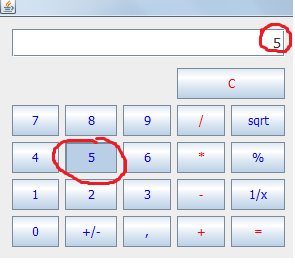 5
C
7 8 9 / sqrt
4 5 6 * %
1 2 3 - 1/x
0 +/- , + =